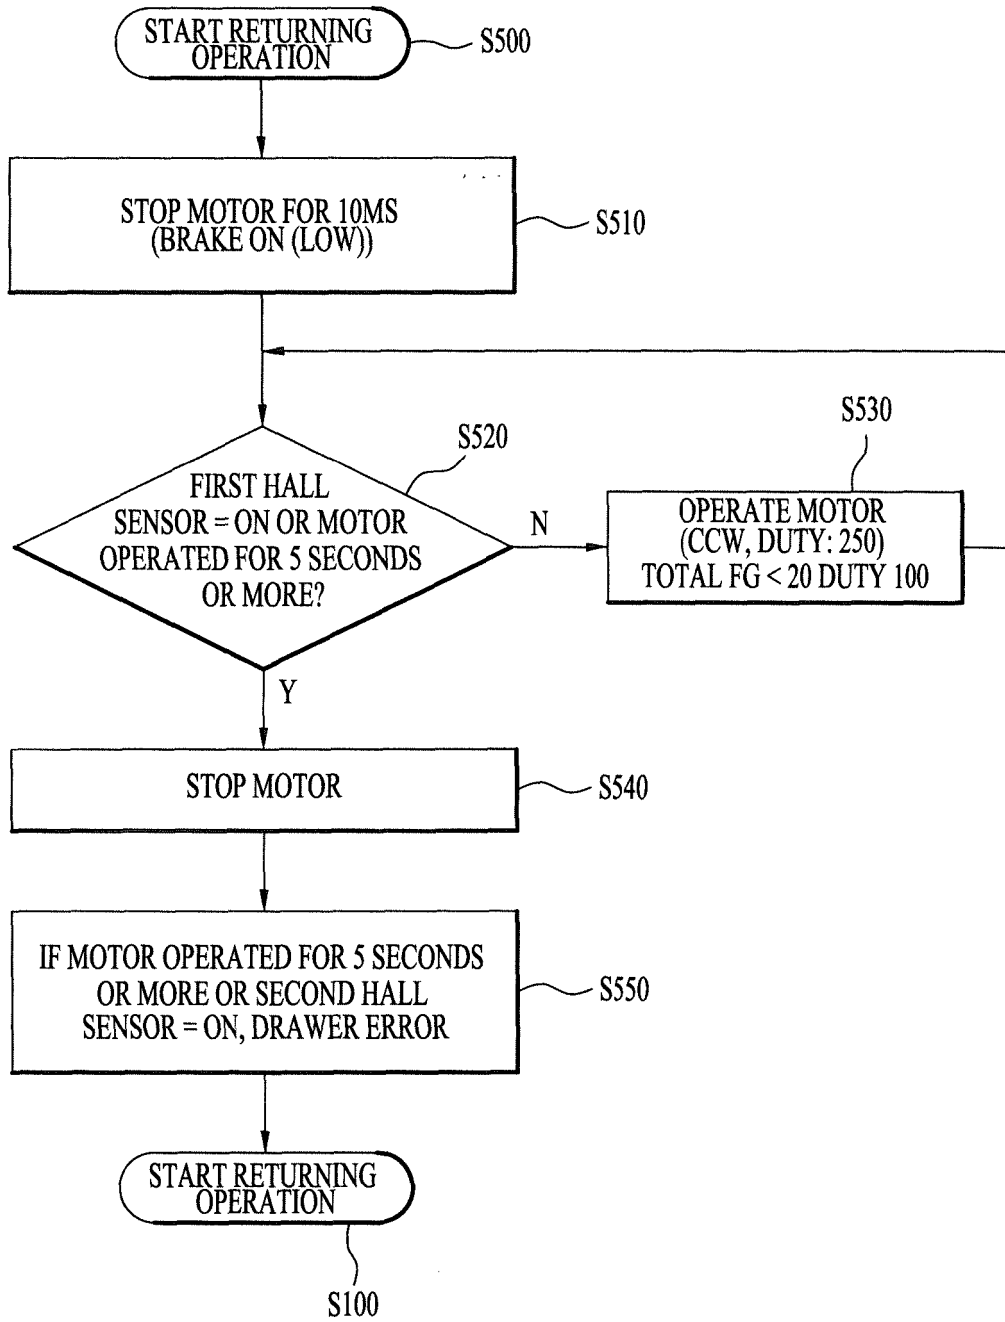 START RETURNING
OPERATION
S500
STOP MOTOR FOR 10MS
(BRAKE ON (LOW))
S510
S520
FIRST HALL
SENSOR = ON OR MOTOR
OPERATED FOR 5 SECONDS
OR MORE?
N
S530
OPERATE MOTOR
(CCW, DUTY: 250)
TOTAL FG < 20 DUTY 100
Y
STOP MOTOR
S540
IF MOTOR OPERATED FOR 5 SECONDS
OR MORE OR SECOND HALL
SENSOR = ON, DRAWER ERROR
S550
START RETURNING
OPERATION
S100